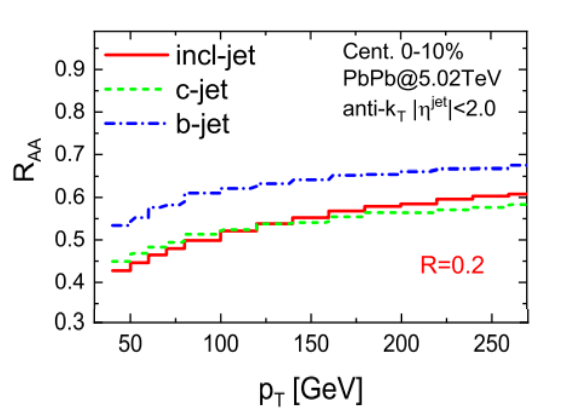 incl-jet
c-jet
b-jet
Cent. 0-10%
PbPb@5.02TeV
anti-k_T |η^jet|<2.0
R=0.2
R_AA
0.9
0.8
0.7
0.6
0.5
0.4
0.3
50
100
150
200
250
p_T [GeV]